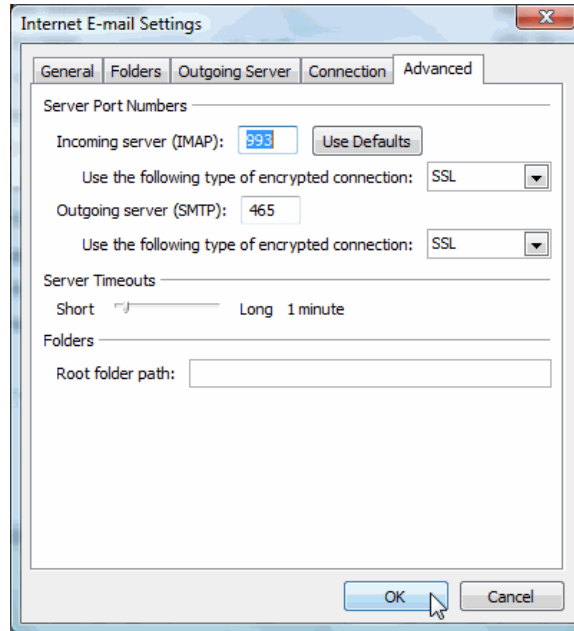 Internet E-mail Settings
General Folders Outgoing Server Connection Advanced
Server Port Numbers
Incoming server (IMAP): 993 Use Defaults
Use the following type of encrypted connection: SSL
Outgoing server (SMTP): 465
Use the following type of encrypted connection: SSL
Server Timeouts
Short Long 1 minute
Folders
Root folder path:
OK Cancel